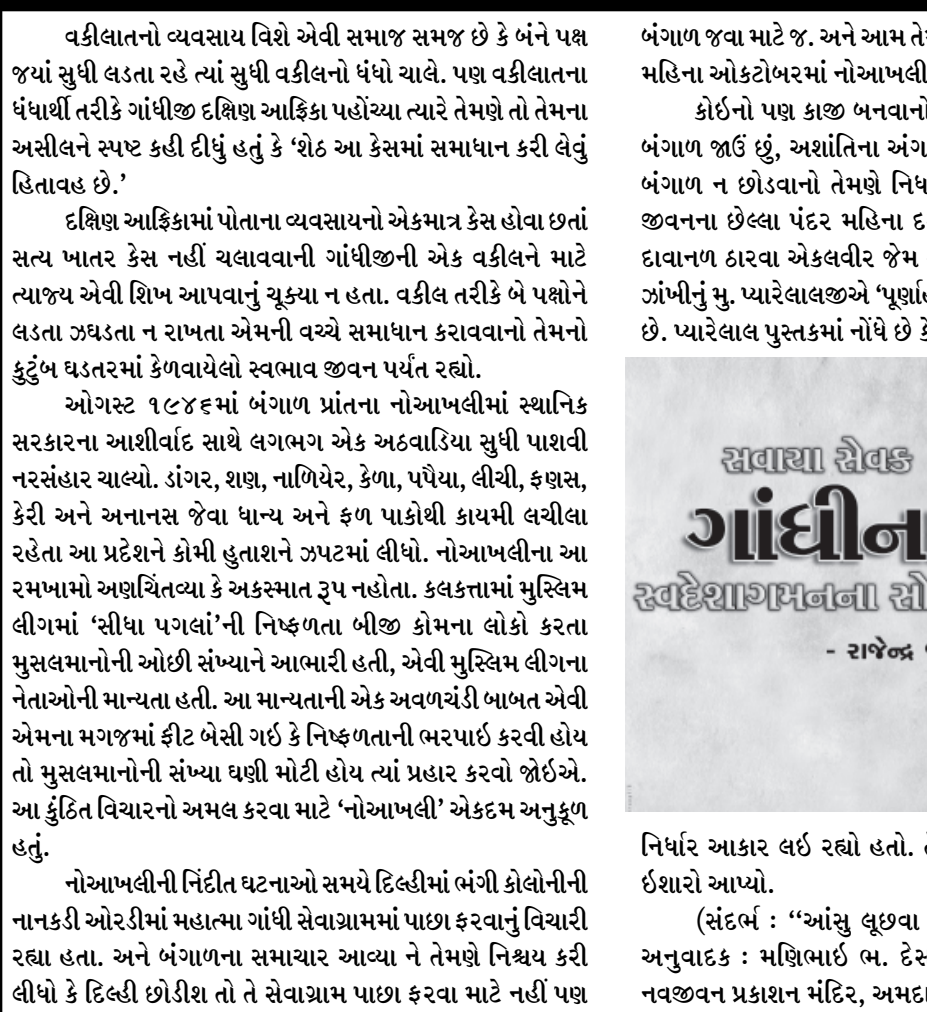 વકીલાતનો વ્યવસાય વિશે એવી સમાજ સમજ છે કે બંને પક્ષ
જયાં સુધી લડતા રહે ત્યાં સુધી વકીલનો ધંધો ચાલે. પણ વકીલાતના
ધંધાર્થી તરીકે ગાંધીજી દક્ષિણ આફ્રિકા પહોંચ્યા ત્યારે તેમણે તો તેમના
અસીલને સ્પષ્ટ કહી દીધું હતું કે ‘શેઠ આ કેસમાં સમાધાન કરી લેવું
હિતાવહ છે.’
દક્ષિણ આફ્રિકામાં પોતાના વ્યવસાયનો એકમાત્ર કેસ હોવા છતાં
સત્ય ખાતર કેસ નહીં ચલાવવાની ગાંધીજીની એક વકીલને માટે
ત્યાજ્ય એવી શિખ આપવાનું ચૂક્યા ન હતા. વકીલ તરીકે બે પક્ષોને
લડતા ઝઘડતા ન રાખતા એમની વચ્ચે સમાધાન કરાવવાનો તેમનો
કુટુંબ ઘડતરમાં કેળવાયેલો સ્વભાવ જીવન પર્યંત રહ્યો.
ઓગસ્ટ ૧૯૪૬માં બંગાળ પ્રાંતના નોઆખલીમાં સ્થાનિક
સરકારના આશીર્વાદ સાથે લગભગ એક અઠવાડિયા સુધી પાશવી
નરસંહાર ચાલ્યો. ડાંગર, શણ, નાળિયેર, કેળા, પપૈયા, લીચી, ફણસ,
કેરી અને અનાનસ જેવા ધાન્ય અને ફળ પાકોથી કાયમી લચીલા
રહેતા આ પ્રદેશને કોમી હુતાશને ઝપટમાં લીધો. નોઆખલીના આ
રમખાણો અણચિંતવ્યા કે અકસ્માત રૂપ નહોતા. કલકત્તામાં મુસ્લિમ
લીગમાં ‘સીધા પગલાં’ની નિષ્ફળતા બીજી કોમના લોકો કરતા
મુસલમાનોની ઓછી સંખ્યાને આભારી હતી, એવી મુસ્લિમ લીગના
નેતાઓની માન્યતા હતી. આ માન્યતાની એક અવળચંડી બાબત એવી
એમના મગજમાં ફીટ બેસી ગઇ કે નિષ્ફળતાની ભરપાઇ કરવી હોય
તો મુસલમાનોની સંખ્યા ઘણી મોટી હોય ત્યાં પ્રહાર કરવો જોઇએ.
આ કુંઠિત વિચારનો અમલ કરવા માટે ‘નોઆખલી’ એકદમ અનુકૂળ
હતું.
નોઆખલીની નિંદીત ઘટનાઓ સમયે દિલ્હીમાં ભંગી કોલોનીની
નાનકડી ઓરડીમાં મહાત્મા ગાંધી સેવાગ્રામમાં પાછા ફરવાનું વિચારી
રહ્યા હતા. અને બંગાળના સમાચાર આવ્યા ને તેમણે નિશ્ચય કરી
લીધો કે દિલ્હી છોડીશ તો તે સેવાગ્રામ પાછા ફરવા માટે નહીં પણ
બંગાળ જવા માટે જ. અને આમ
મહિના ઓકટોબરમાં નોઆખલી
કોઇનો પણ કાજી બનવાનો
બંગાળ જાઉં છું, અશાંતિના
બંગાળ ન છોડવાનો તેમણે
જીવનના છેલ્લા પંદર મહિના
દાવાનળ ઠારવા એકલવીર જેમ
ઝાંખીનું મુ. પ્યારેલાલજીએ
છે. પ્યારેલાલ પુસ્તકમાં નોંધે છે
સવાયા સેવક
ગાંધીના
સ્વદેશાગમનના
- રાજેન્દ્ર
નિર્ધાર આકાર લઇ રહ્યો હતો.
ઇશારો આપ્યો.
(સંદર્ભ : “આંસુ લૂછવા
અનુવાદક : મણિભાઇ ભ.
નવજીવન પ્રકાશન મંદિર,